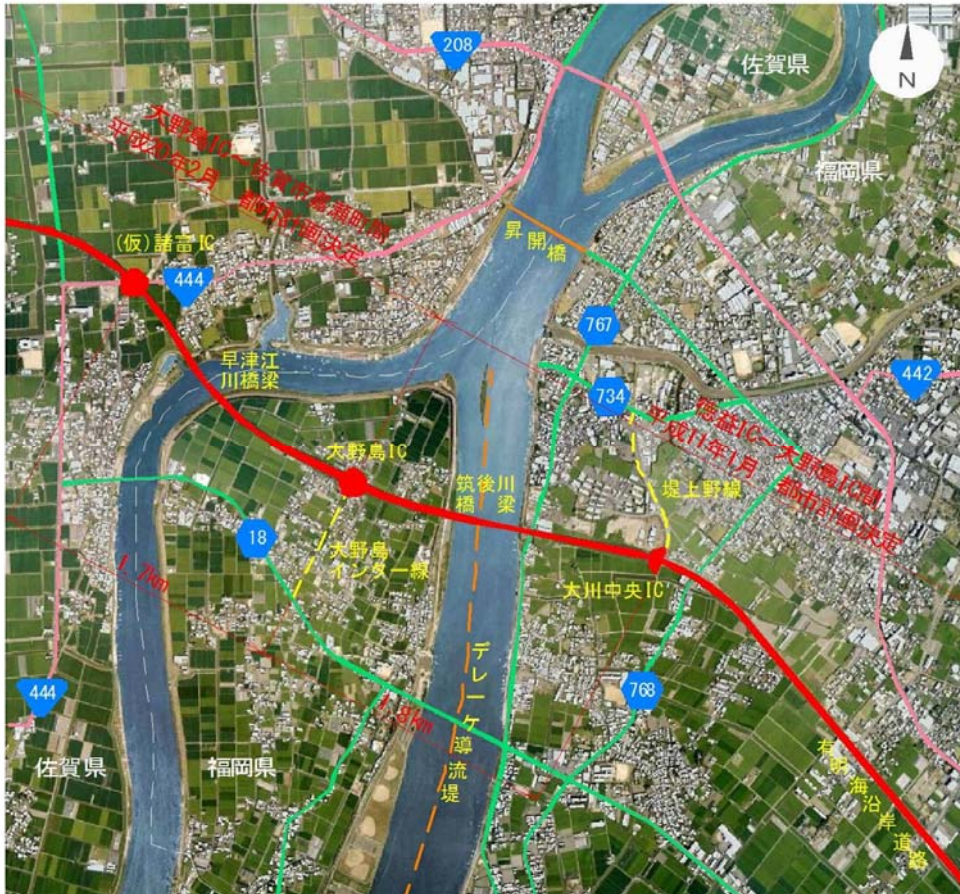 208
佐賀県
N
大野島IC～佐賀市嘉瀬町間
平成20年2月 都市計画決定
福岡県
(仮)諸富IC
444
昇開橋
767
早津江
川橋梁
734
442
徳益IC～大野島IC間
平成11年1月 都市計画決定
大野島IC
筑後川
橋梁
堤上野線
18
大野島
インター線
大川中央IC
1.7km
デレーケ導流堤
768
444
1.8km
佐賀県
福岡県
有明海沿岸道路